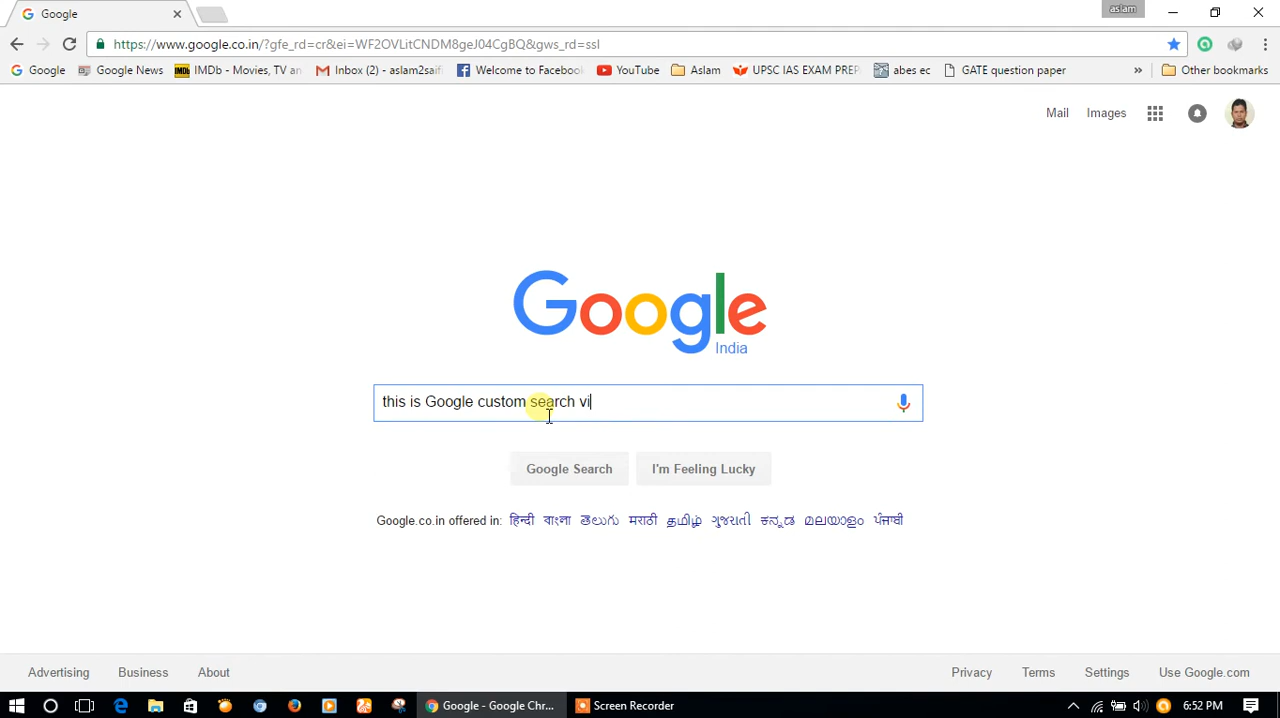 Google
aslam
https://www.google.co.in/?gfe_rd=cr&ei=WF2OVLitCNDM8geJ04CgBQ&gws_rd=ssl
Google Google News IMDb - Movies, TV an Inbox (2) - aslam2saif Welcome to Facebook YouTube Aslam UPSC IAS EXAM PREP abes ec GATE question paper » Other bookmarks
Mail Images
Google
India
this is Google custom search vi
Google Search I'm Feeling Lucky
Google.co.in offered in: हिन्दी বাংলা తెలుగు मराठी தமிழ் ગુજરાતી ಕನ್ನಡ മലയാളം ਪੰਜਾਬੀ
Advertising Business About Privacy Terms Settings Use Google.com
Google - Google Chr... Screen Recorder 6:52 PM